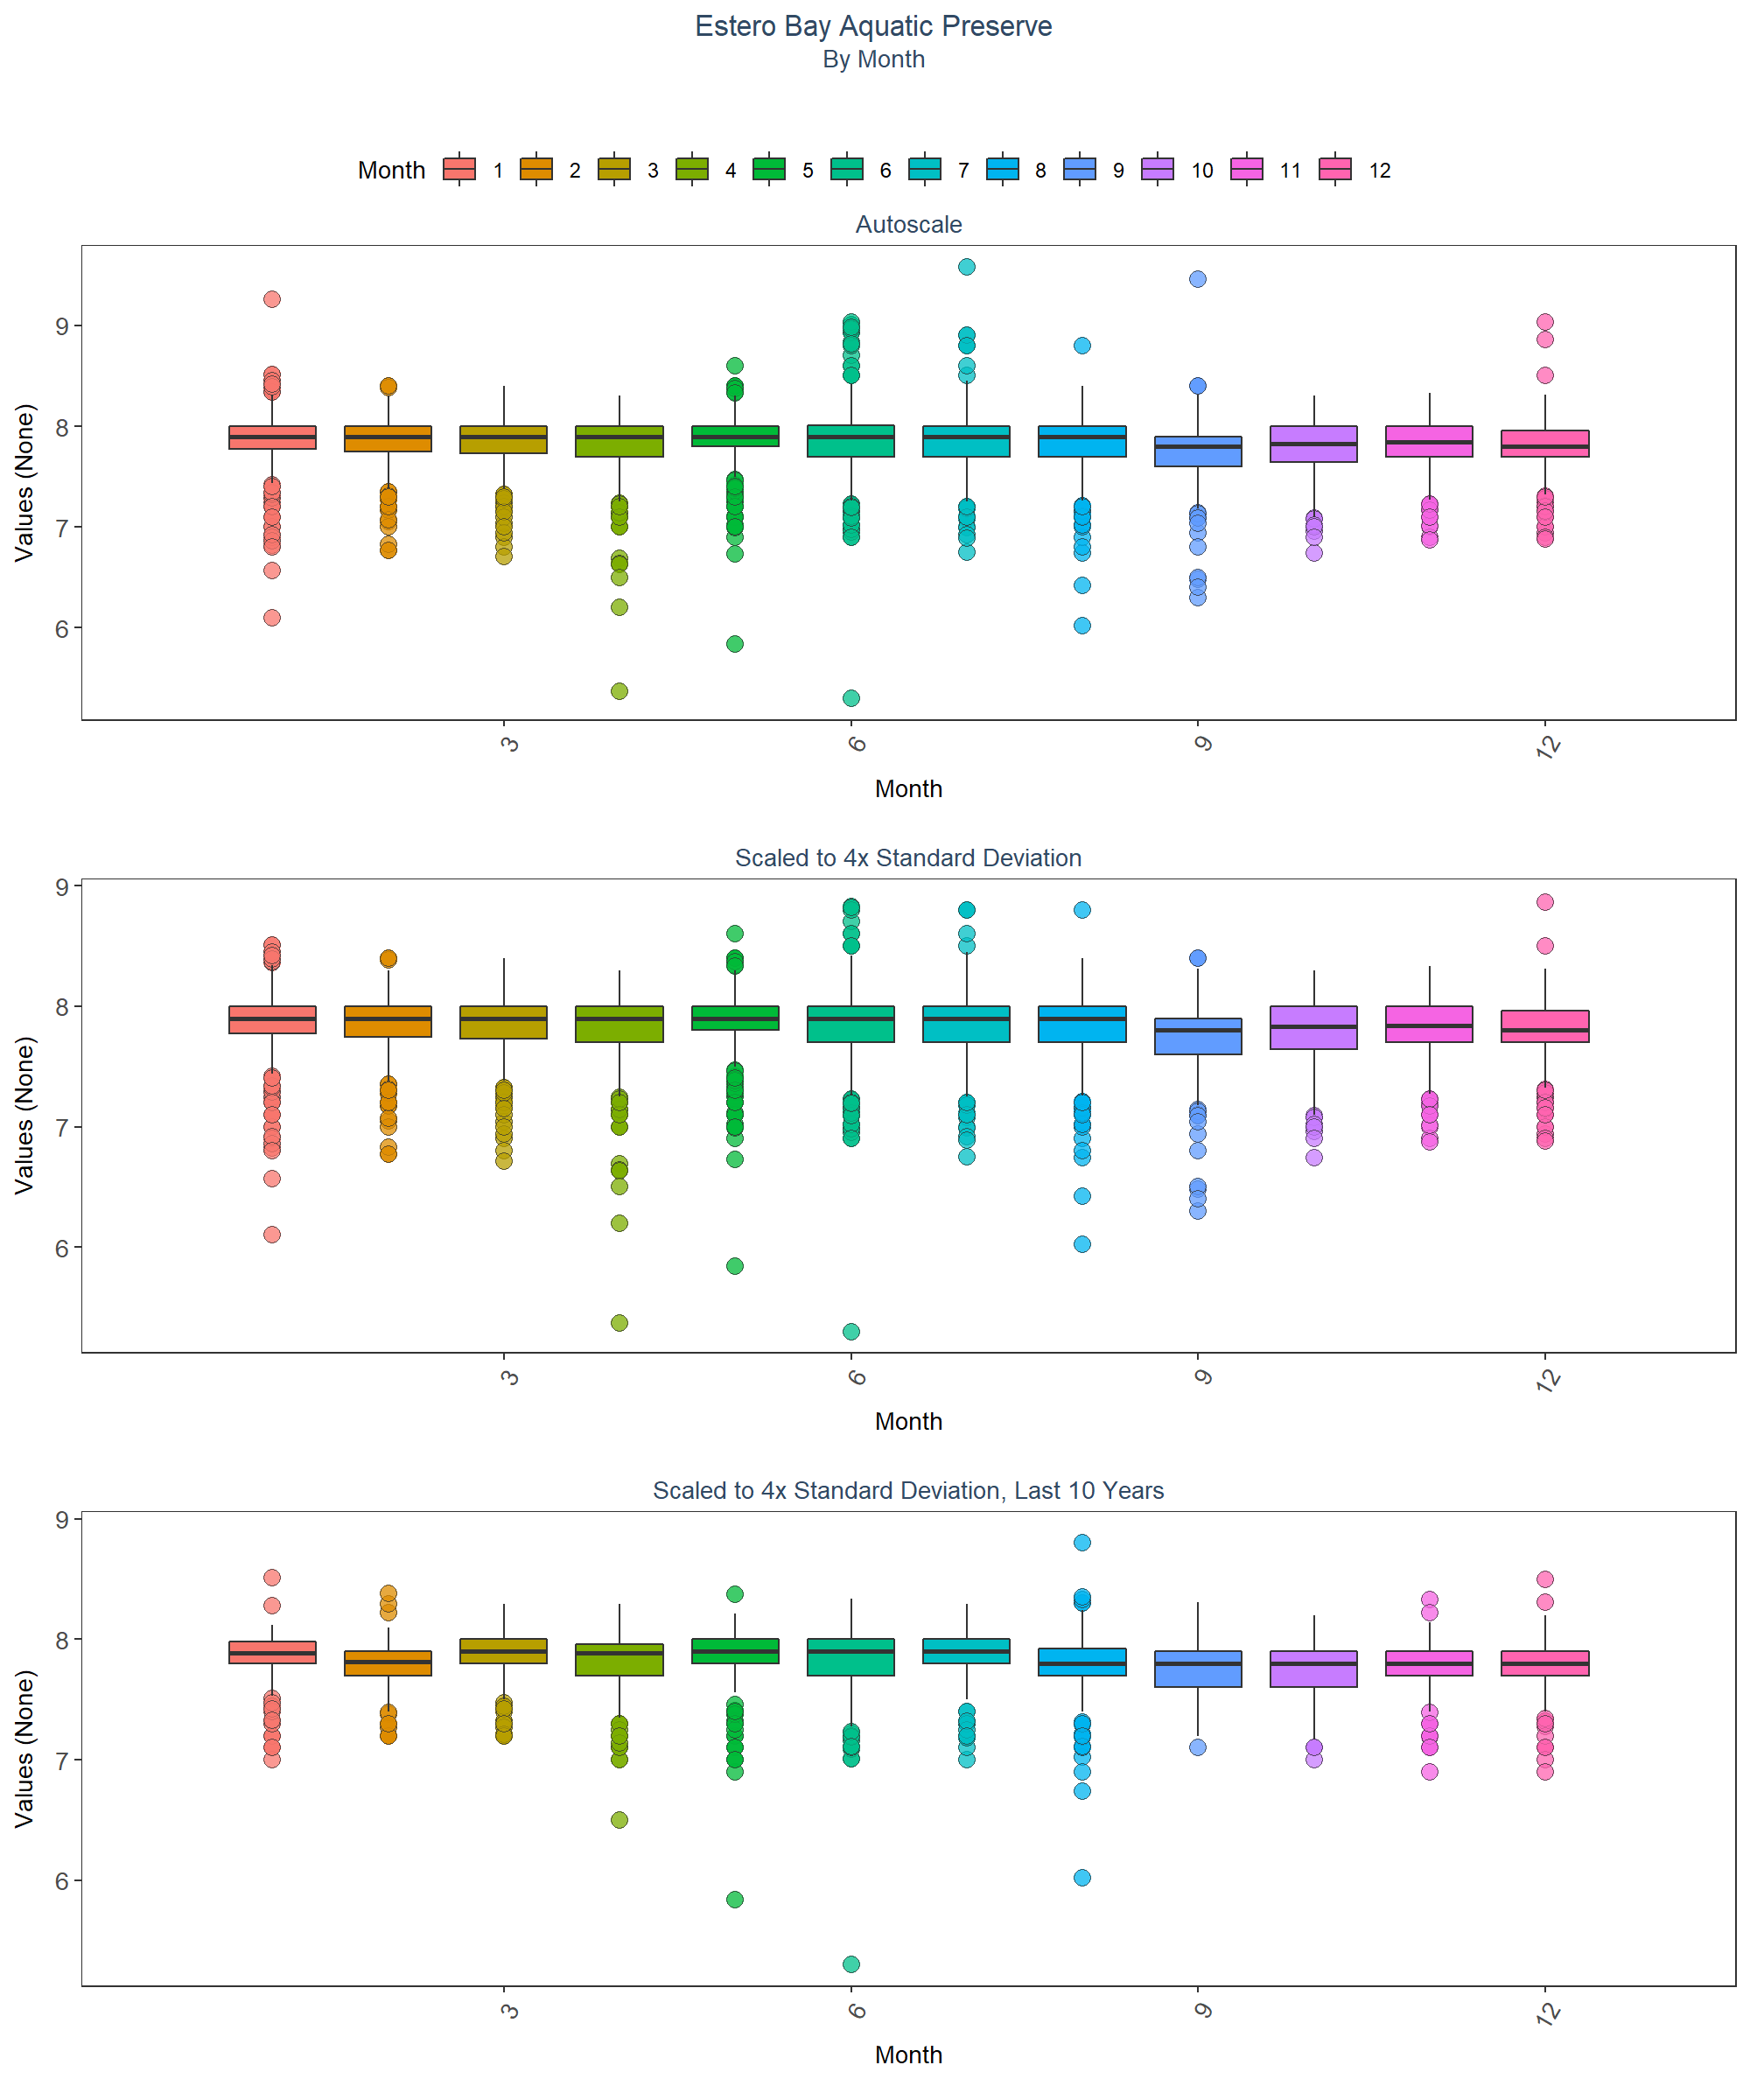 Estero Bay Aquatic Preserve
By Month
Month 1 2 3 4 5 6 7 8 9 10 11 12
Autoscale
Values (None)
9
8
7
6
3 6 9 12
Month
Scaled to 4x Standard Deviation
Values (None)
9
8
7
6
3 6 9 12
Month
Scaled to 4x Standard Deviation, Last 10 Years
Values (None)
9
8
7
6
3 6 9 12
Month